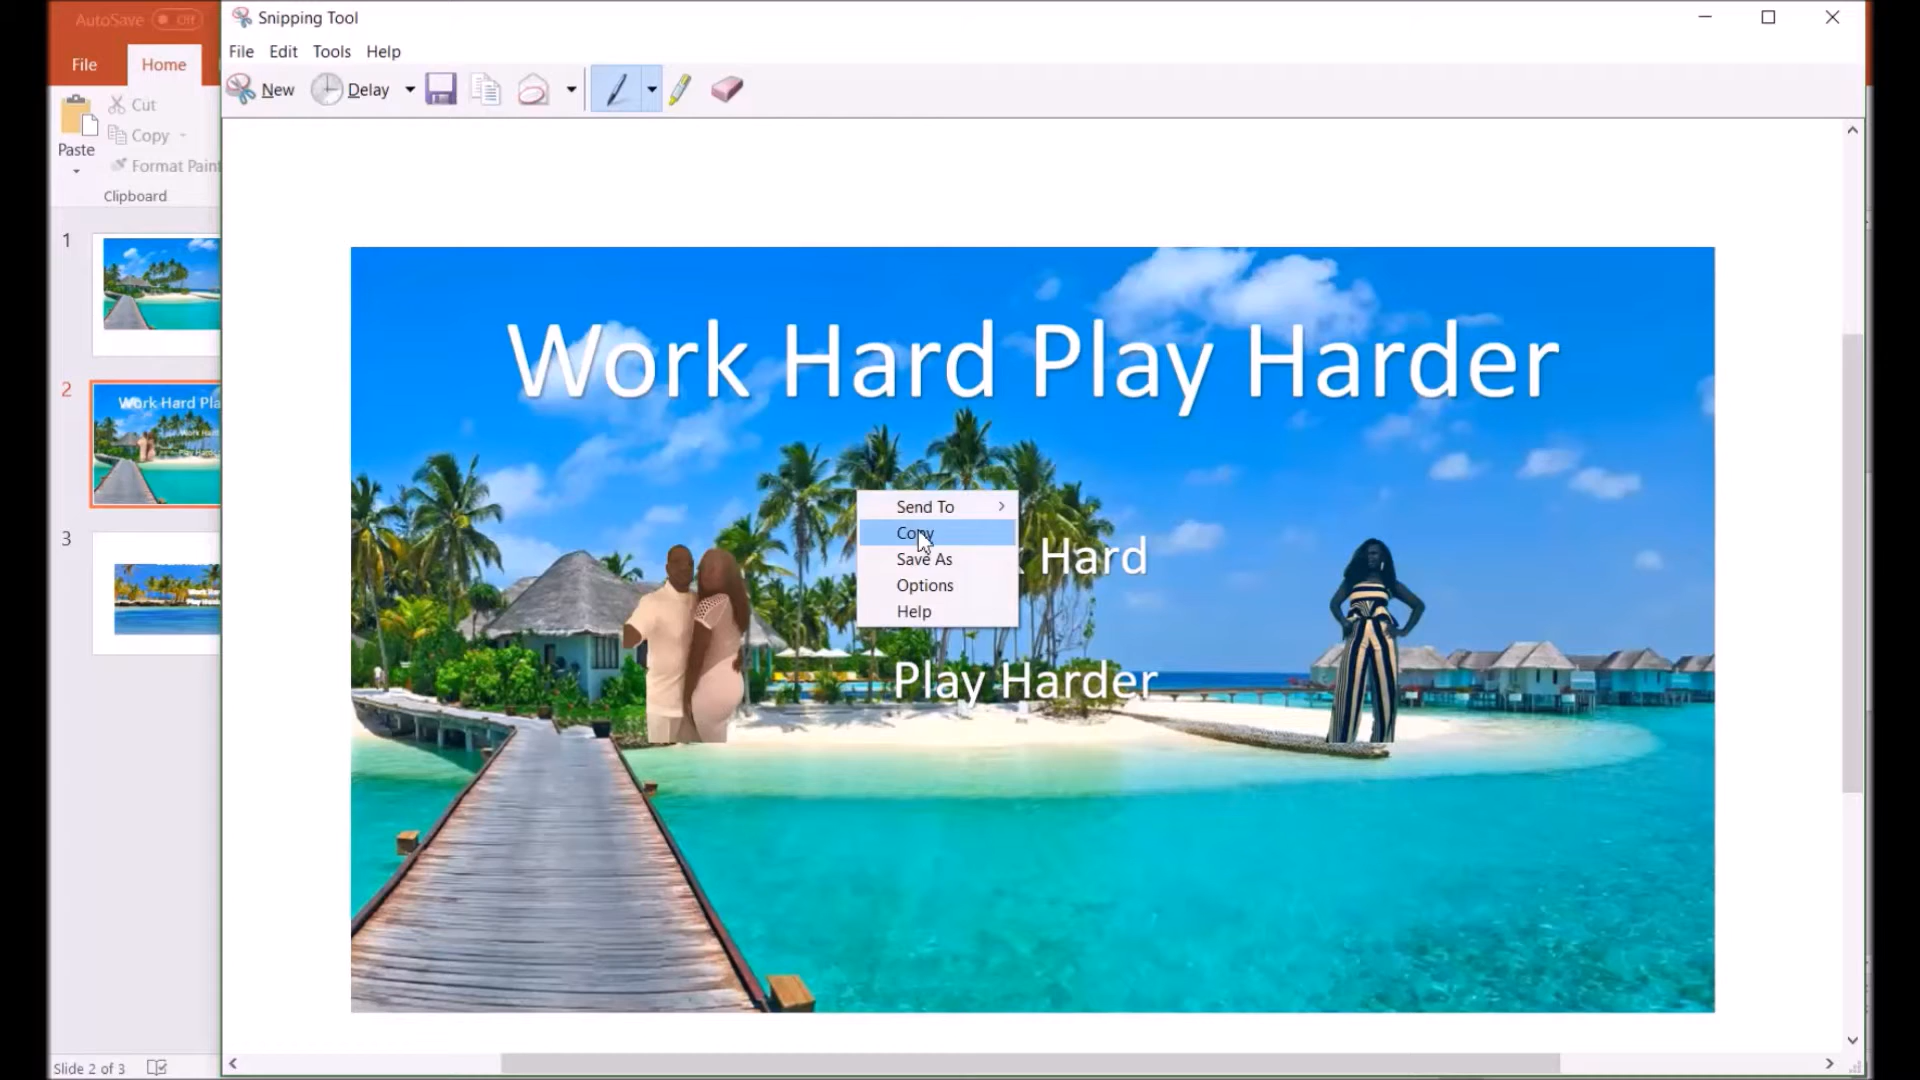 AutoSave Off
Snipping Tool
File Edit Tools Help
New Delay
File Home
Cut
Copy
Paste
Format Paint
Clipboard
1
2
3
Work Hard Pla
Work Hard Play Harder
Send To
Copy
Save As
Options
Help
Hard
Play Harder
Slide 2 of 3